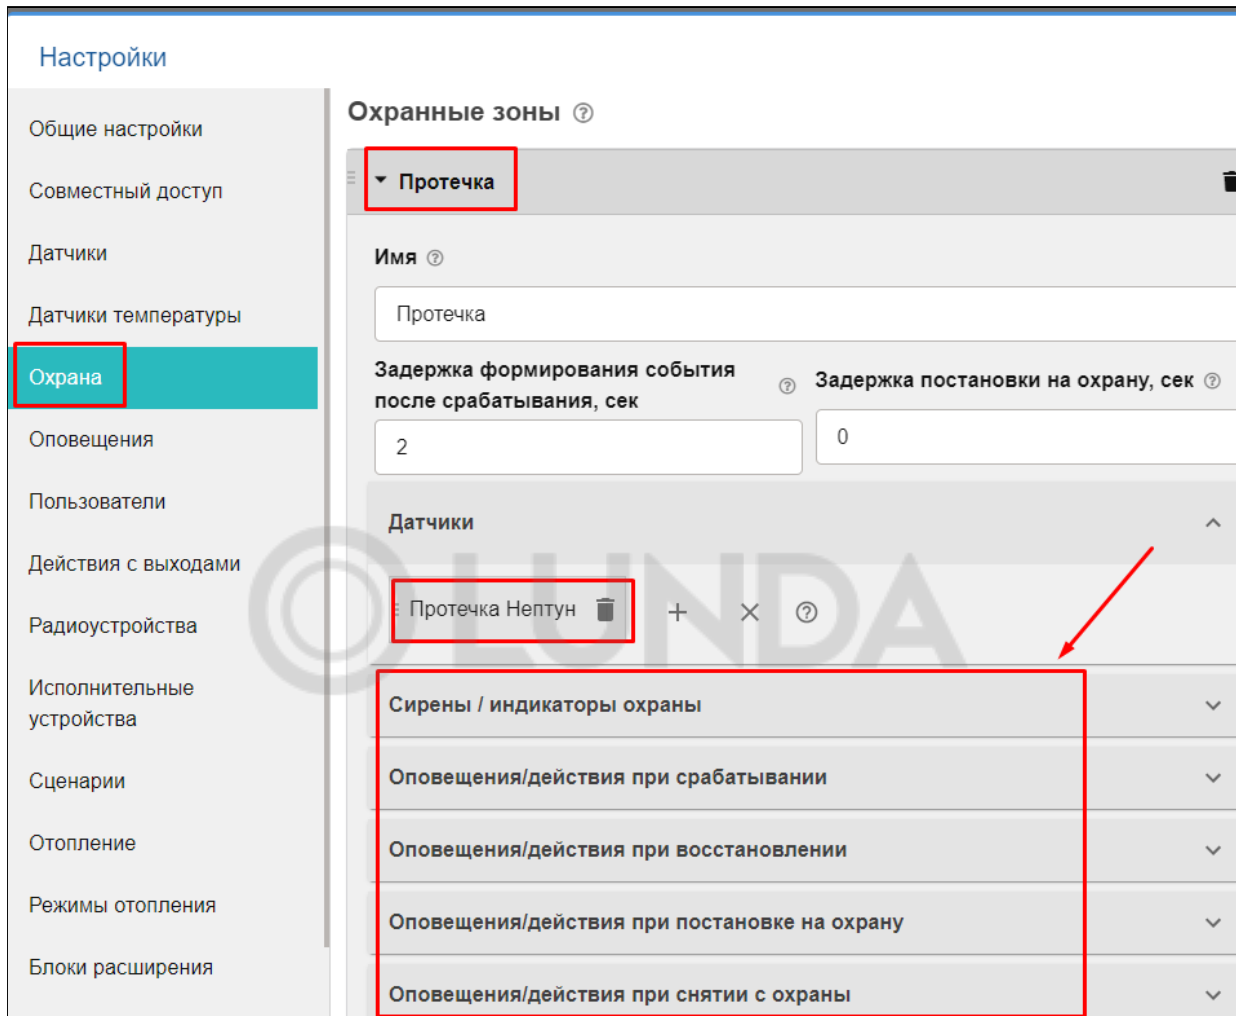 Настройки
Общие настройки
Совместный доступ
Датчики
Датчики температуры
Охрана
Оповещения
Пользователи
Действия с выходами
Радиоустройства
Исполнительные
устройства
Сценарии
Отопление
Режимы отопления
Блоки расширения
Охранные зоны
Протечка
Имя
Протечка
Задержка формирования события
после срабатывания, сек
2
Задержка постановки на охрану, сек
0
Датчики
Протечка Нептун
Сирены / индикаторы охраны
Оповещения/действия при срабатывании
Оповещения/действия при восстановлении
Оповещения/действия при постановке на охрану
Оповещения/действия при снятии с охраны
LUNDA